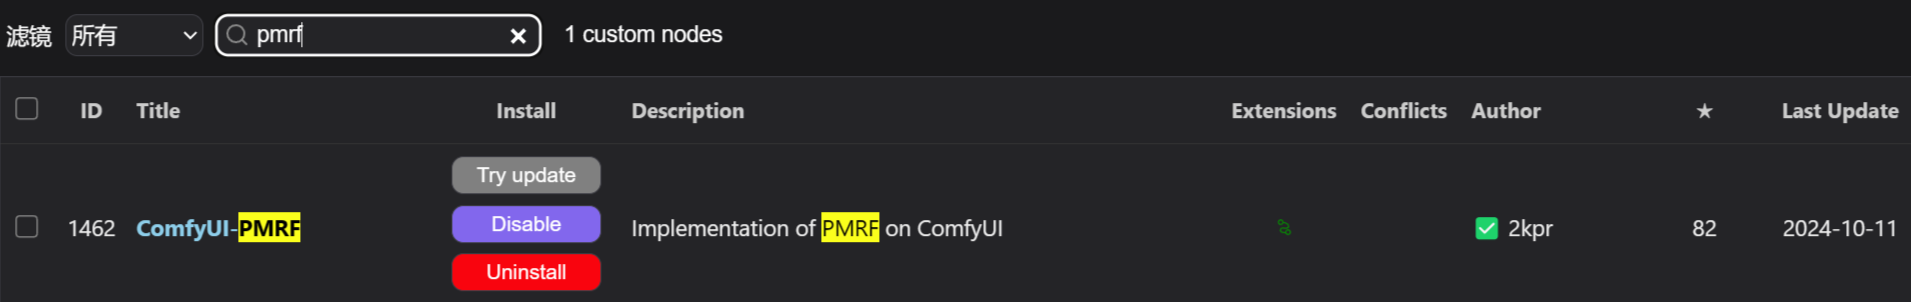 滤镜 所有 pmrf 1 custom nodes
ID Title Install Description Extensions Conflicts Author ★ Last Update
Try update
1462 ComfyUI-PMRF Disable Implementation of PMRF on ComfyUI 2kpr 82 2024-10-11
Uninstall